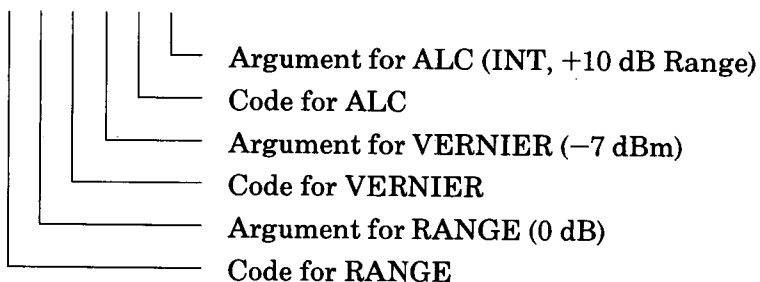 Argument for ALC (INT, +10 dB Range)
Code for ALC
Argument for VERNIER (−7 dBm)
Code for VERNIER
Argument for RANGE (0 dB)
Code for RANGE